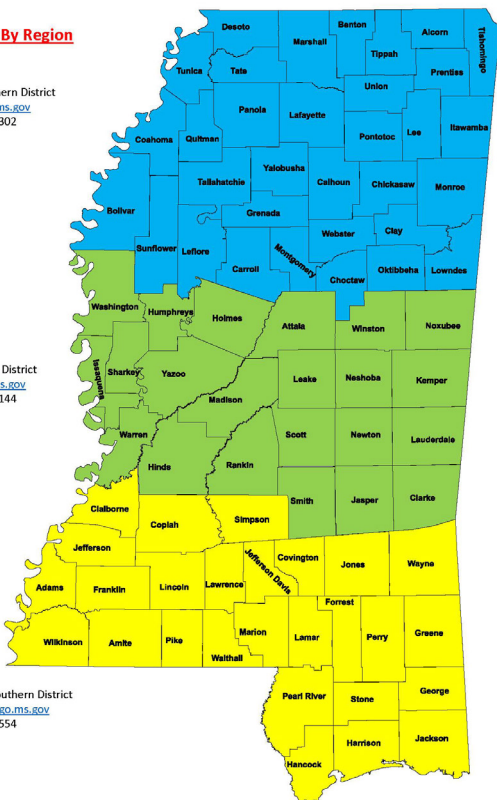 By Region
ern District
ms.gov
302
District
s.gov
144
outhern District
go.ms.gov
554
Desoto
Marshall
Benton
Tippah
Alcorn
Tishomingo
Tunica
Tate
Prentiss
Union
Panola
Lafayette
Pontotoc
Lee
Itawamba
Coahoma
Quitman
Tallahatchie
Yalobusha
Calhoun
Chickasaw
Monroe
Bolivar
Grenada
Sunflower
Leflore
Carroll
Montgomery
Webster
Clay
Choctaw
Oktibbeha
Lowndes
Washington
Humphreys
Holmes
Attala
Winston
Noxubee
Issaquena
Sharkey
Yazoo
Leake
Neshoba
Kemper
Madison
Warren
Hinds
Rankin
Scott
Newton
Lauderdale
Smith
Jasper
Clarke
Claiborne
Copiah
Simpson
Jefferson
Adams
Franklin
Lincoln
Lawrence
Jefferson Davis
Covington
Jones
Wayne
Forrest
Wilkinson
Amite
Pike
Marion
Walthall
Lamar
Perry
Greene
Pearl River
Stone
George
Hancock
Harrison
Jackson